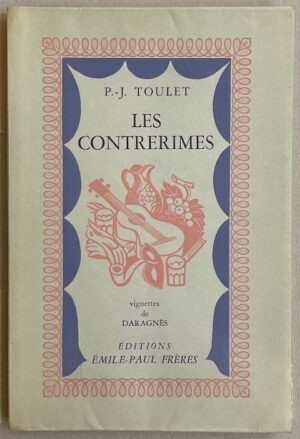 P.-J. TOULET
LES
CONTRERIMES
vignettes
de
DARAGNÈS
ÉDITIONS
ÉMILE-PAUL FRÈRES